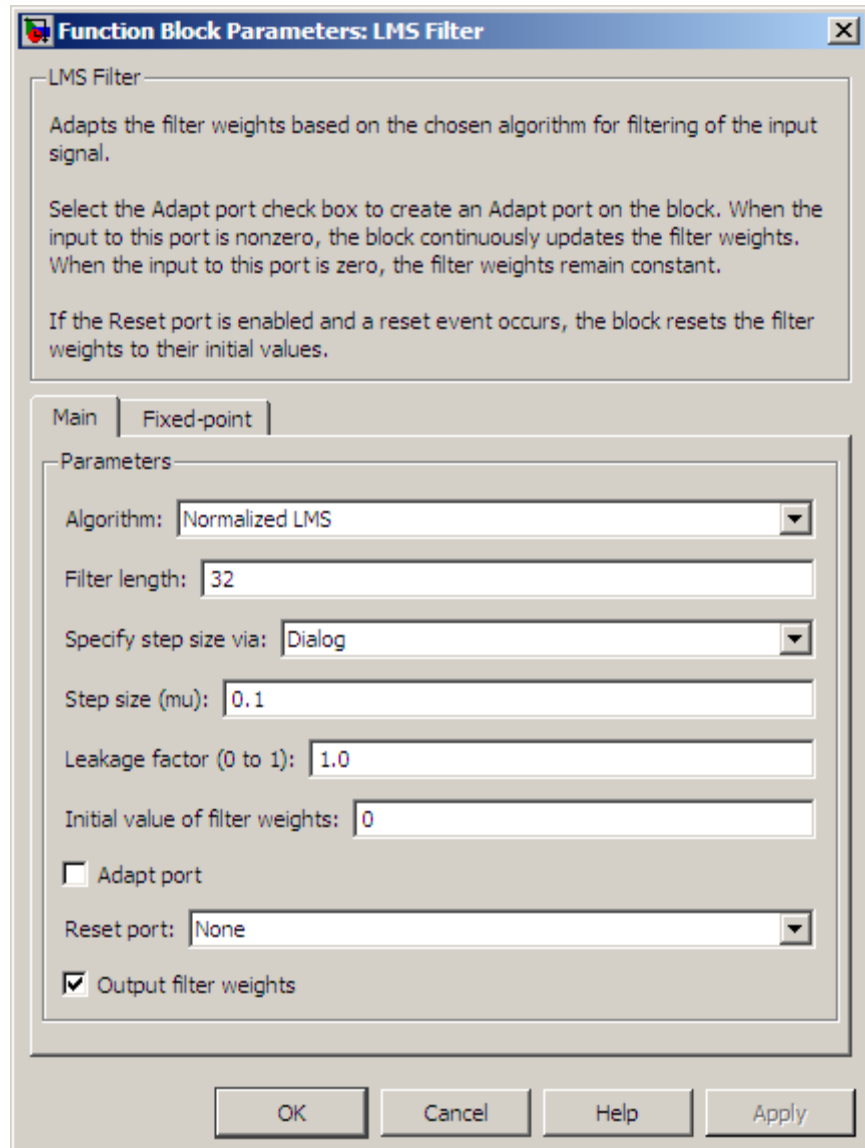 Function Block Parameters: LMS Filter
LMS Filter
Adapts the filter weights based on the chosen algorithm for filtering of the input
signal.
Select the Adapt port check box to create an Adapt port on the block. When the
input to this port is nonzero, the block continuously updates the filter weights.
When the input to this port is zero, the filter weights remain constant.
If the Reset port is enabled and a reset event occurs, the block resets the filter
weights to their initial values.
Main Fixed-point
Parameters
Algorithm: Normalized LMS
Filter length: 32
Specify step size via: Dialog
Step size (mu): 0.1
Leakage factor (0 to 1): 1.0
Initial value of filter weights: 0
Adapt port
Reset port: None
Output filter weights
OK Cancel Help Apply